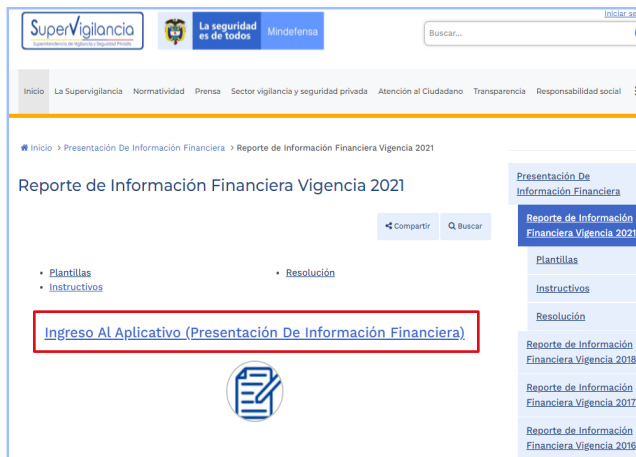 SuperVigilancia
Superintendencia de Vigilancia y Seguridad Privada
La seguridad
es de todos
Mindefensa
Iniciar se
Buscar...
Inicio La Supervigilancia Normatividad Prensa Sector vigilancia y seguridad privada Atención al Ciudadano Transparencia Responsabilidad social
Inicio > Presentación De Información Financiera > Reporte de Información Financiera Vigencia 2021
Reporte de Información Financiera Vigencia 2021
Compartir Buscar
• Plantillas
• Instructivos
• Resolución
Ingreso Al Aplicativo (Presentación De Información Financiera)
Presentación De
Información Financiera
Reporte de Información
Financiera Vigencia 2021
Plantillas
Instructivos
Resolución
Reporte de Información
Financiera Vigencia 2018
Reporte de Información
Financiera Vigencia 2017
Reporte de Información
Financiera Vigencia 2016